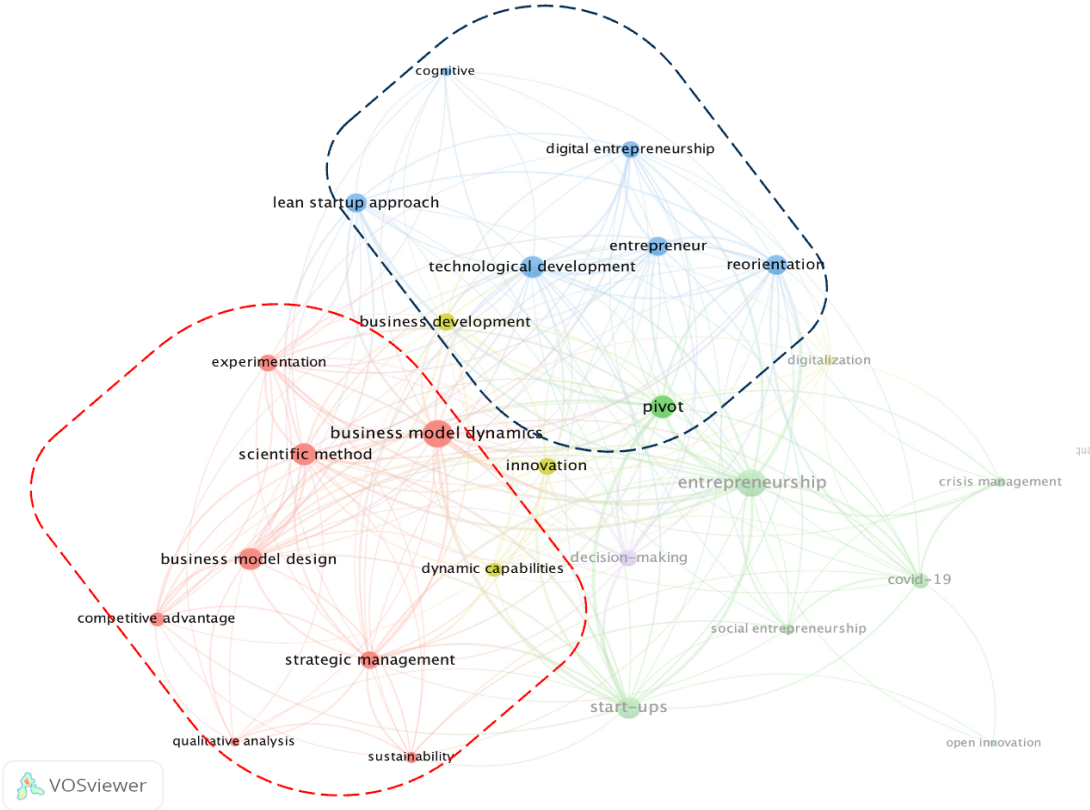 cognitive
digital entrepreneurship
lean startup approach
entrepreneur
technological development
reorientation
business development
digitalization
experimentation
pivot
business model dynamics
scientific method
innovation
entrepreneurship
crisis management
business model design
decision-making
dynamic capabilities
covid-19
competitive advantage
social entrepreneurship
strategic management
start-ups
qualitative analysis
open innovation
sustainability
VOSviewer